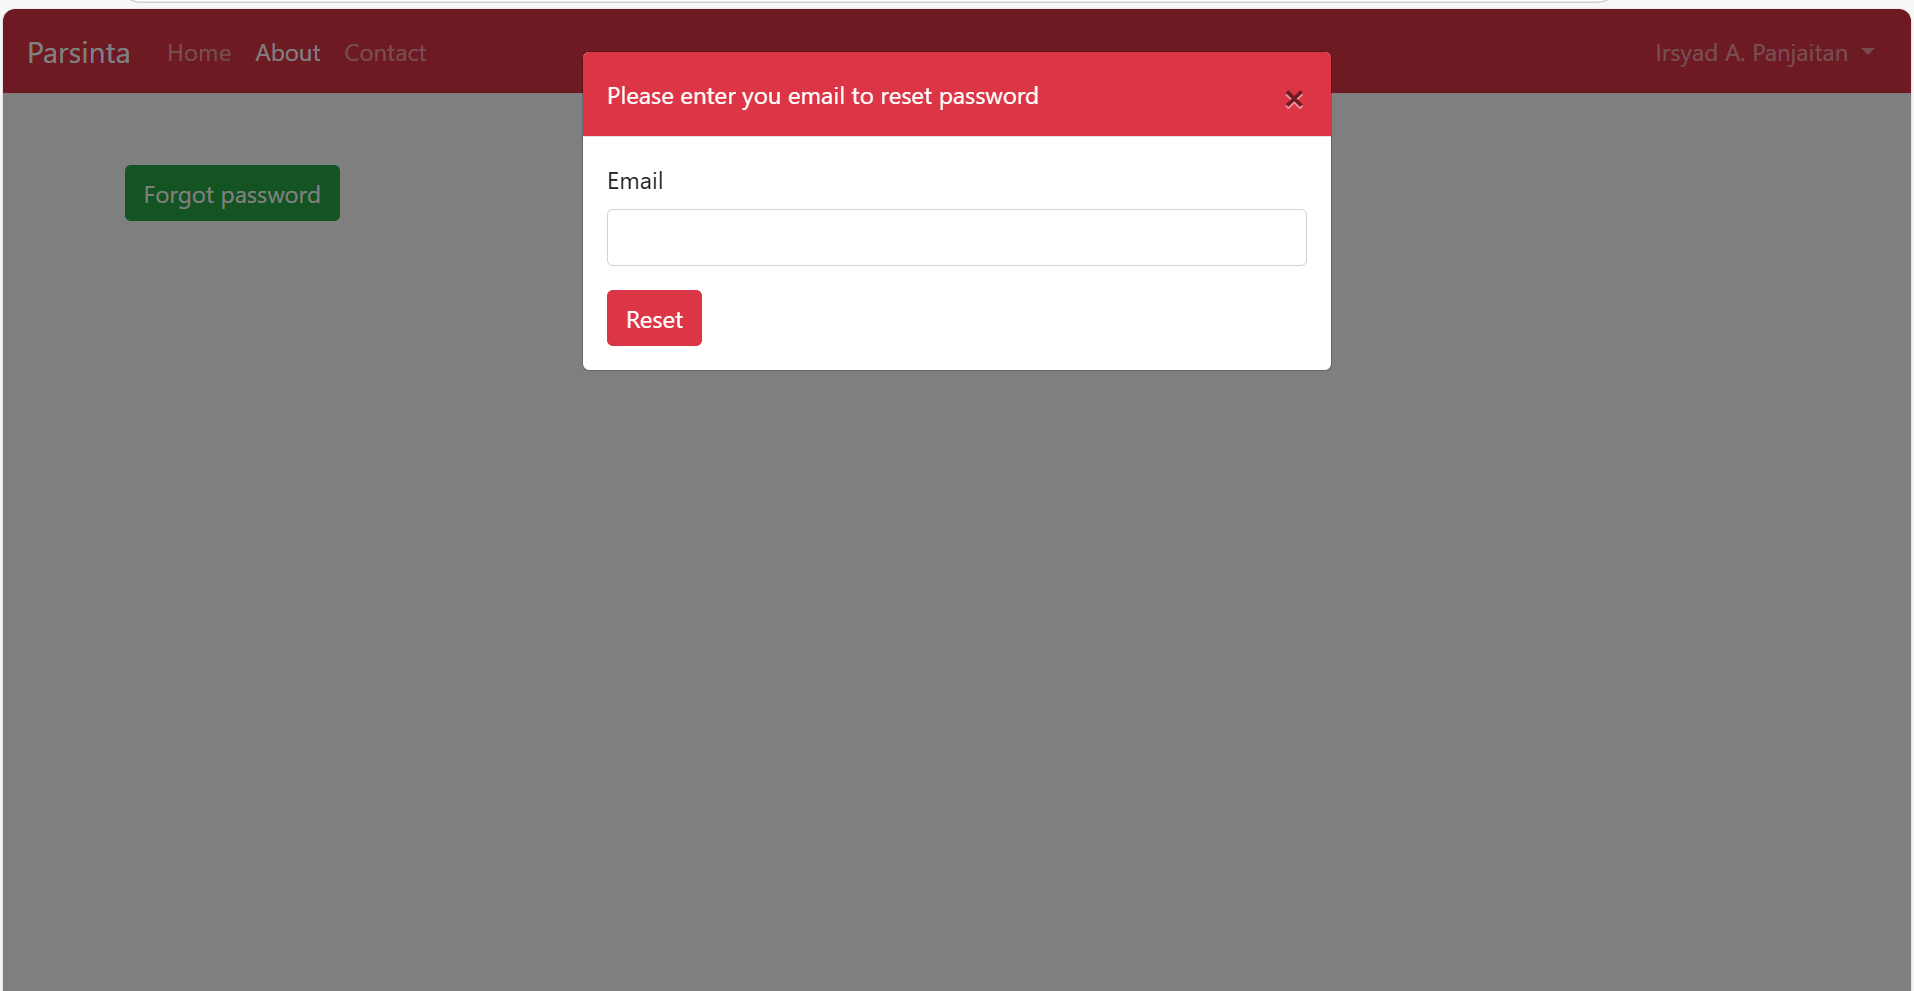 Parsinta Home About Contact Irsyad A. Panjaitan
Please enter you email to reset password ×
Email
Forgot password
Reset